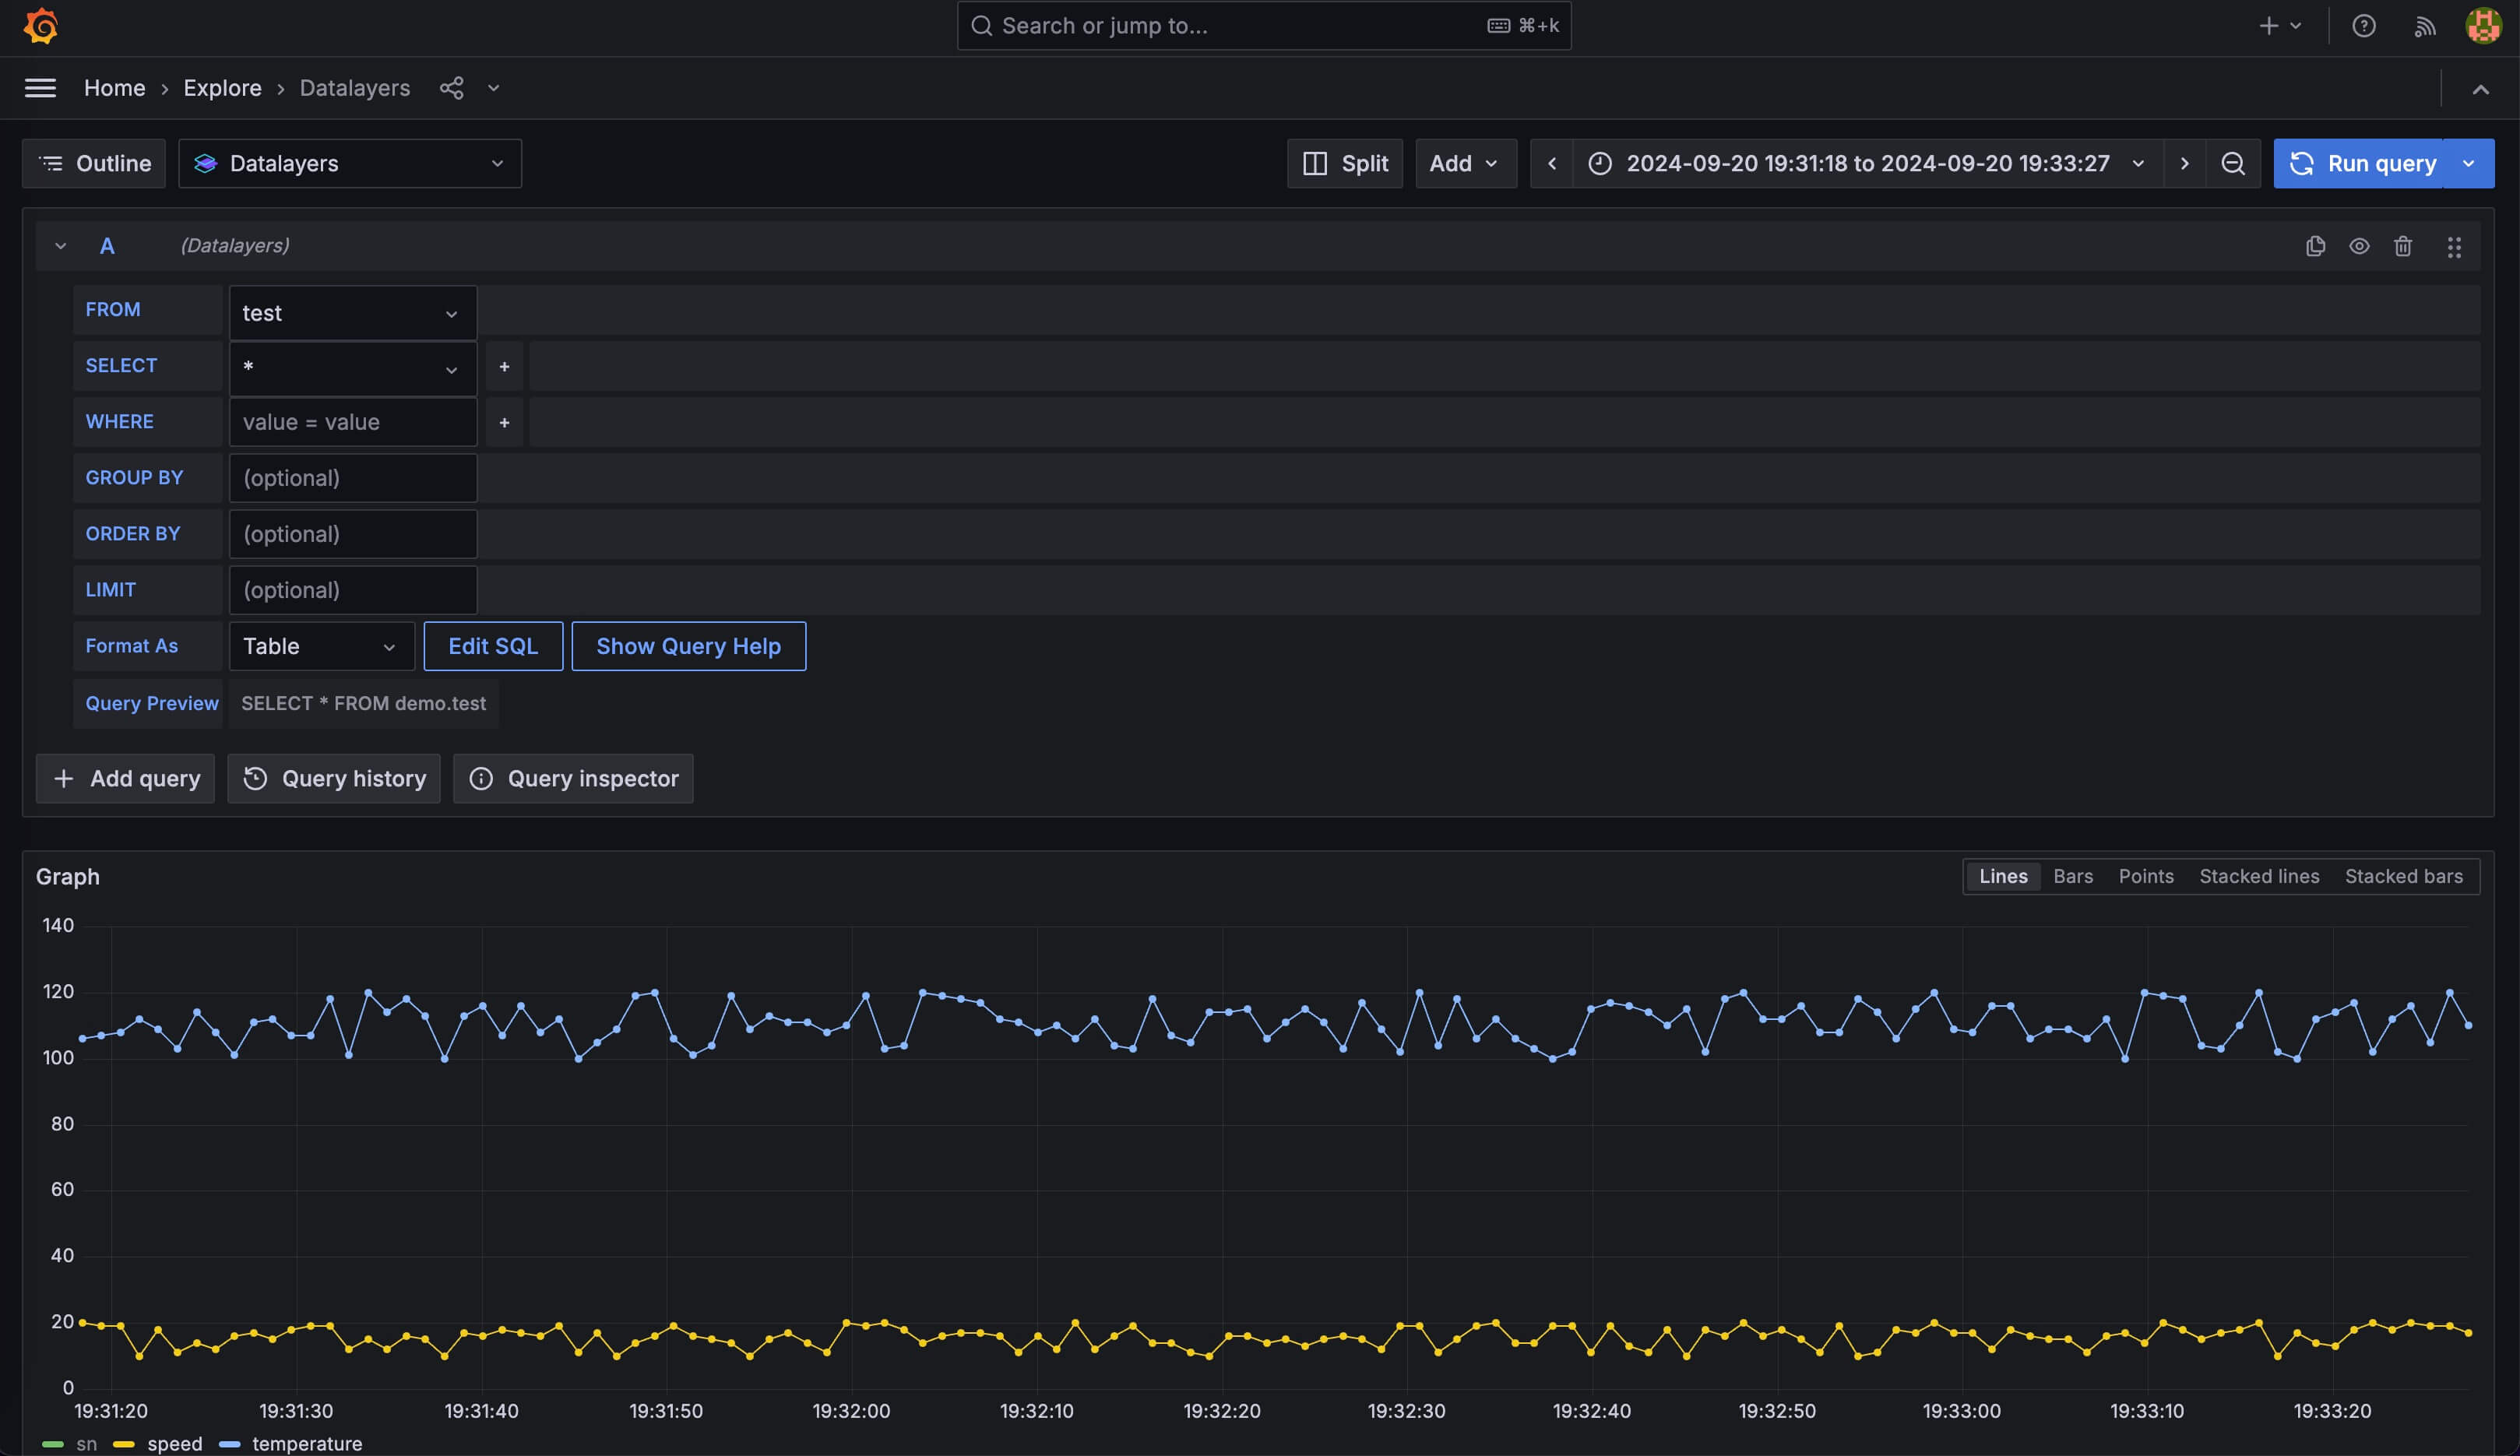 Search or jump to... ⌘+k
Home › Explore › Datalayers
Outline Datalayers Split Add 2024-09-20 19:31:18 to 2024-09-20 19:33:27 Run query
A (Datalayers)
FROM test
SELECT * +
WHERE value = value +
GROUP BY (optional)
ORDER BY (optional)
LIMIT (optional)
Format As Table Edit SQL Show Query Help
Query Preview SELECT * FROM demo.test
+ Add query Query history Query inspector
Graph Lines Bars Points Stacked lines Stacked bars
140
120
100
80
60
40
20
0
19:31:20 19:31:30 19:31:40 19:31:50 19:32:00 19:32:10 19:32:20 19:32:30 19:32:40 19:32:50 19:33:00 19:33:10 19:33:20
sn speed temperature